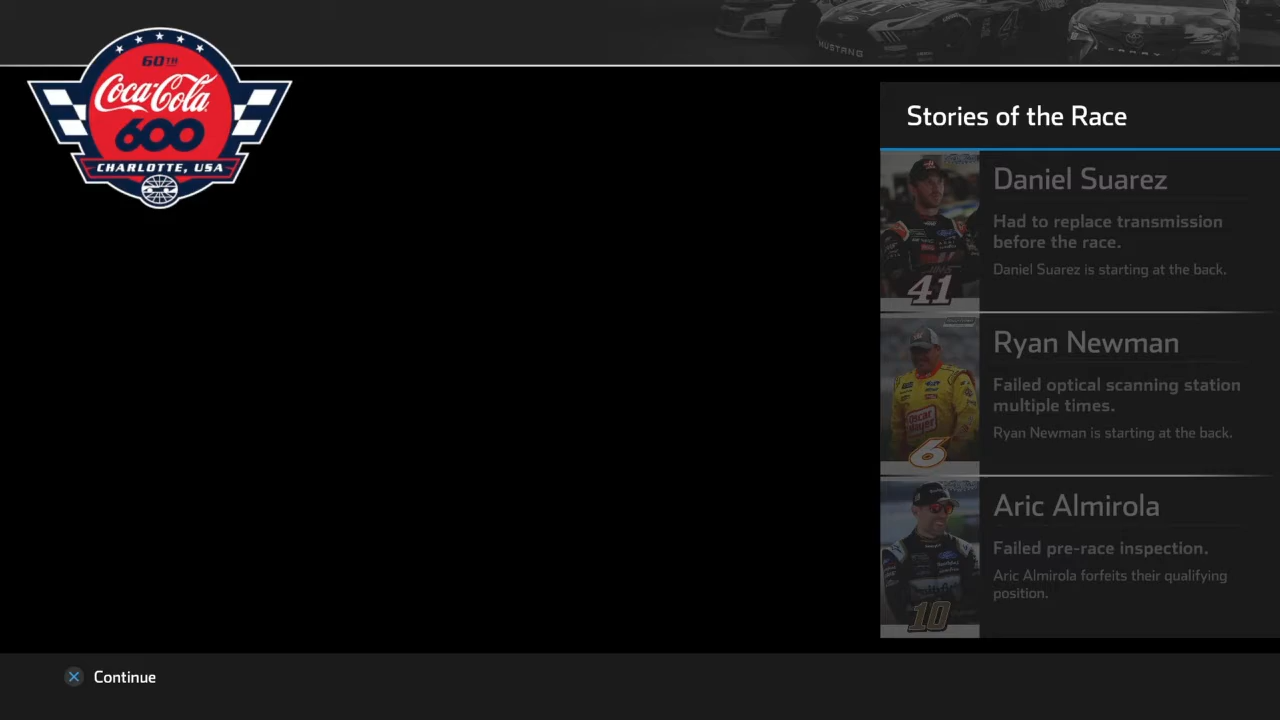 60TH
Coca-Cola
600
CHARLOTTE, USA
MUSTANG
Stories of the Race
Daniel Suarez
Had to replace transmission
before the race.
Daniel Suarez is starting at the back.
41
Ryan Newman
Failed optical scanning station
multiple times.
Ryan Newman is starting at the back.
Oscar
Mayer
6
Aric Almirola
Failed pre-race inspection.
Aric Almirola forfeits their qualifying
position.
10
Continue